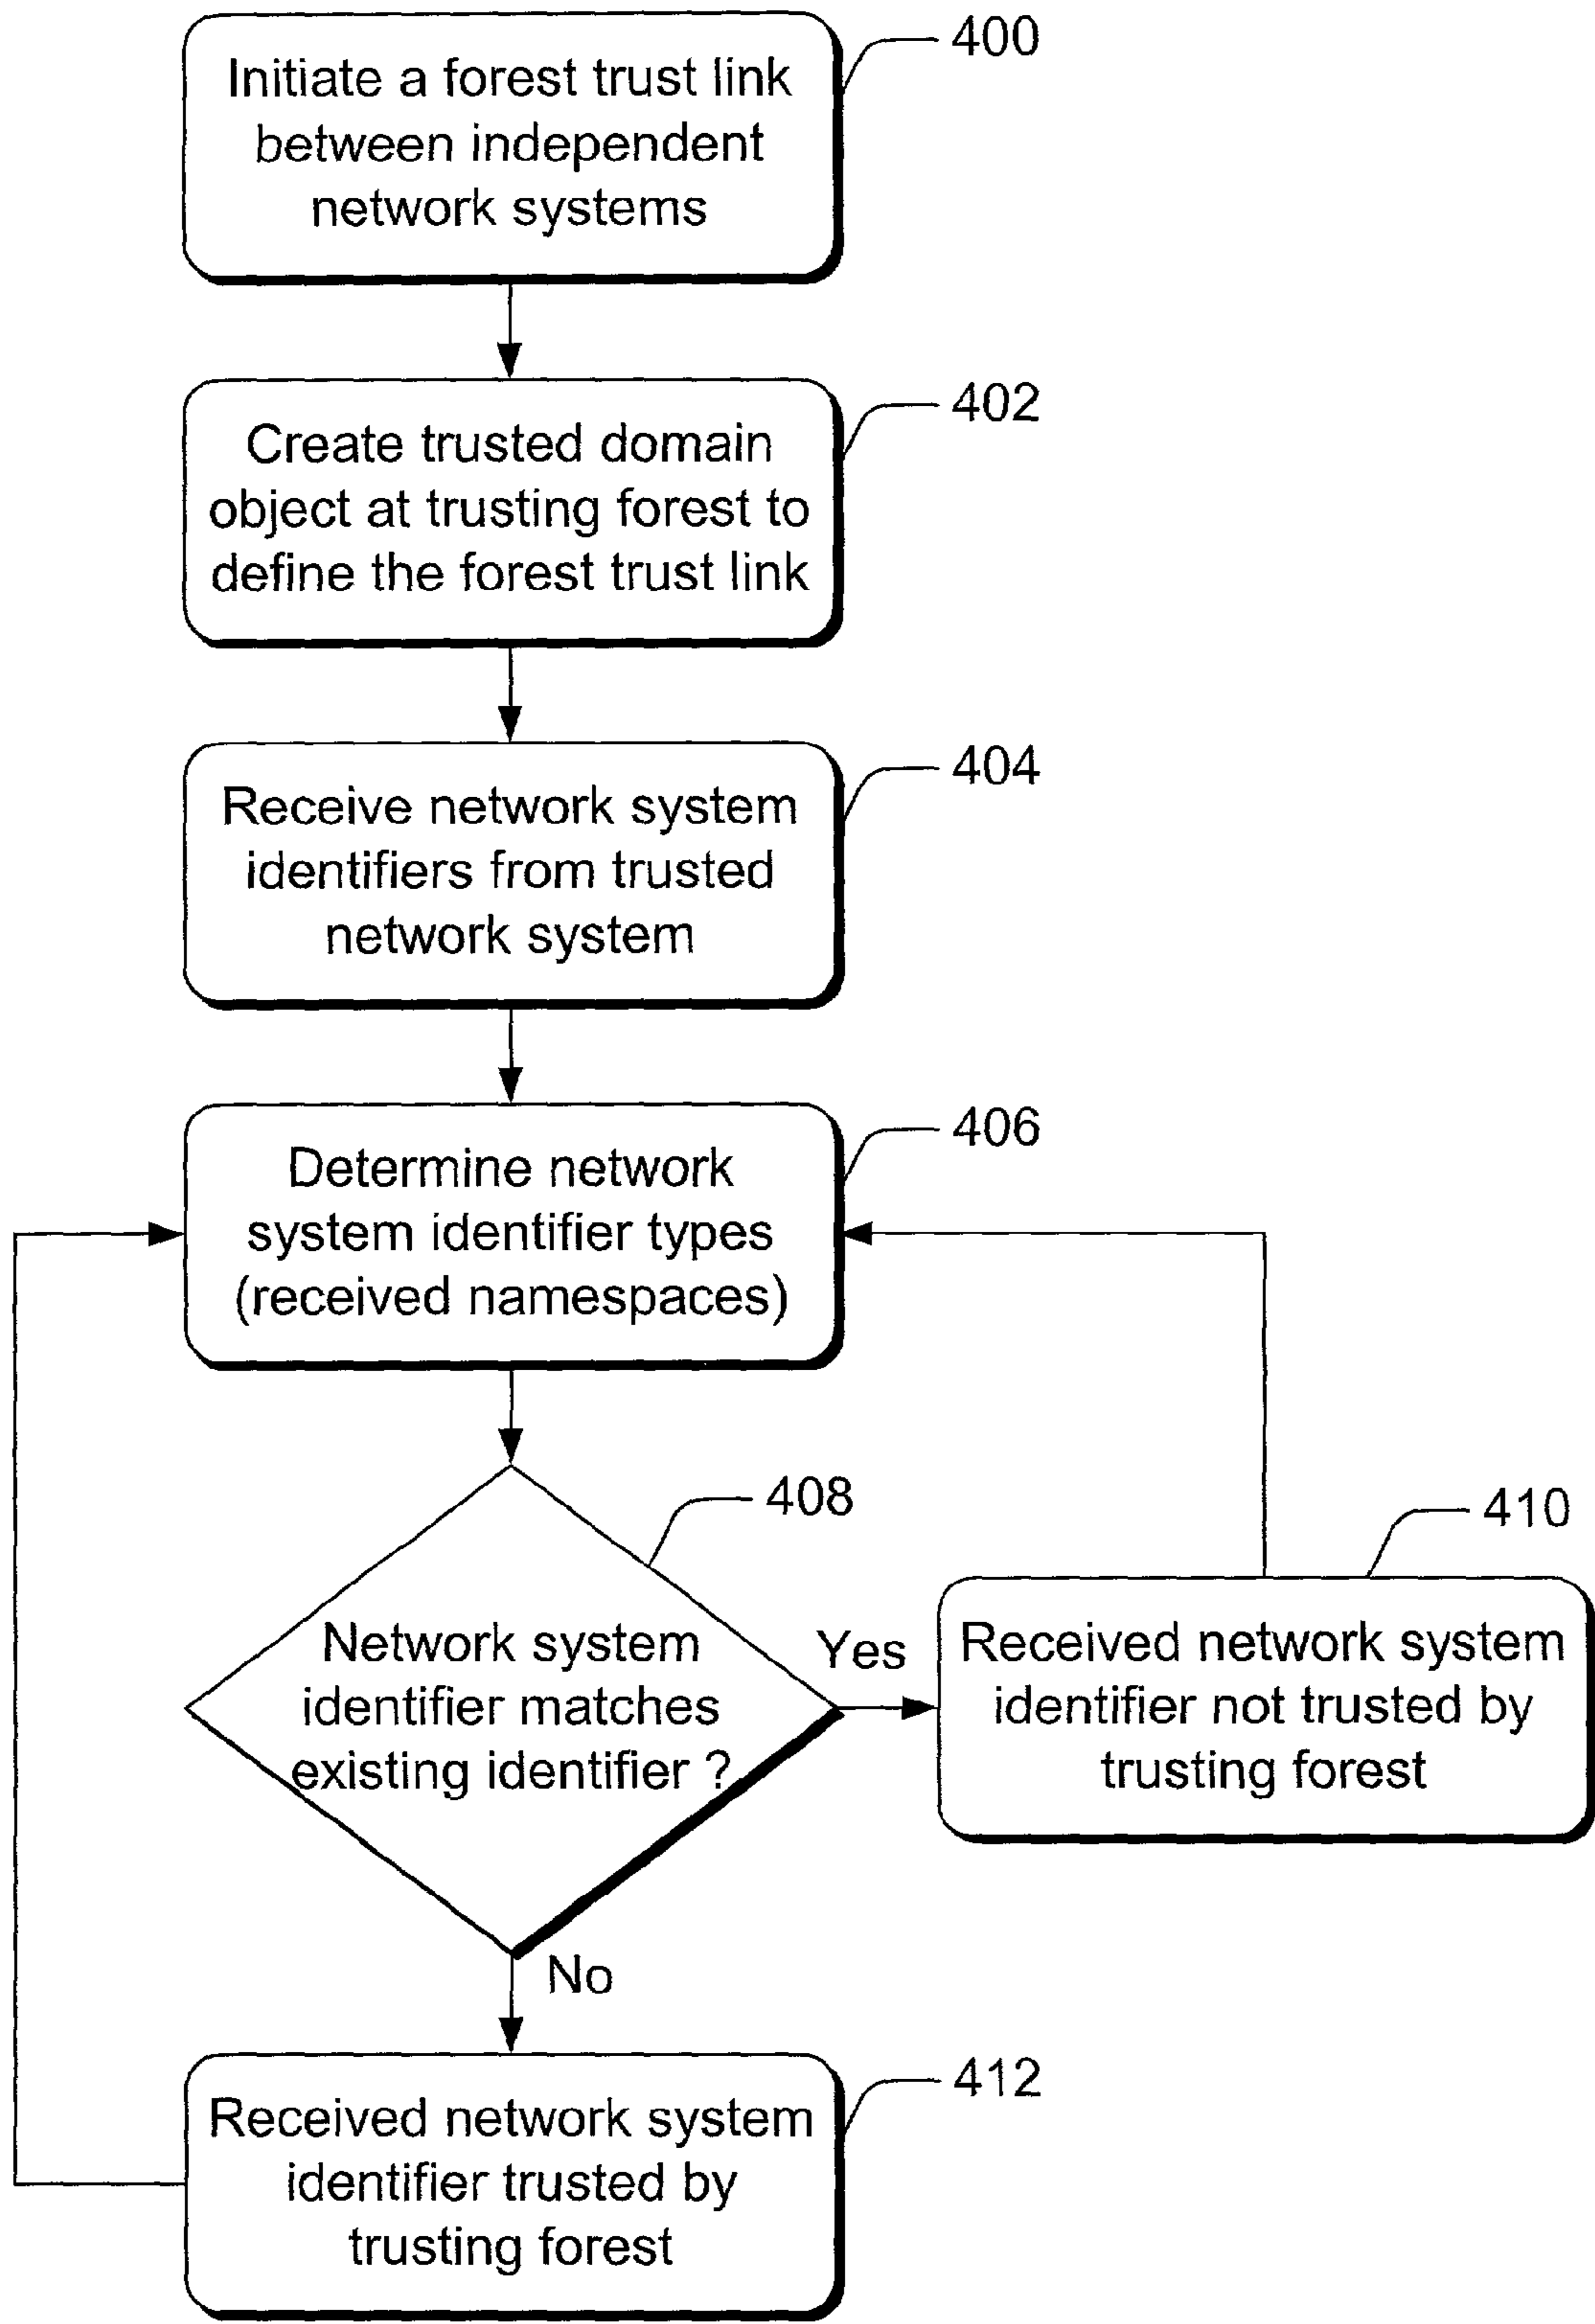 400
Initiate a forest trust link
between independent
network systems
402
Create trusted domain
object at trusting forest to
define the forest trust link
404
Receive network system
identifiers from trusted
network system
406
Determine network
system identifier types
(received namespaces)
408
Network system
identifier matches
existing identifier ?
Yes
410
Received network system
identifier not trusted by
trusting forest
No
412
Received network system
identifier trusted by
trusting forest